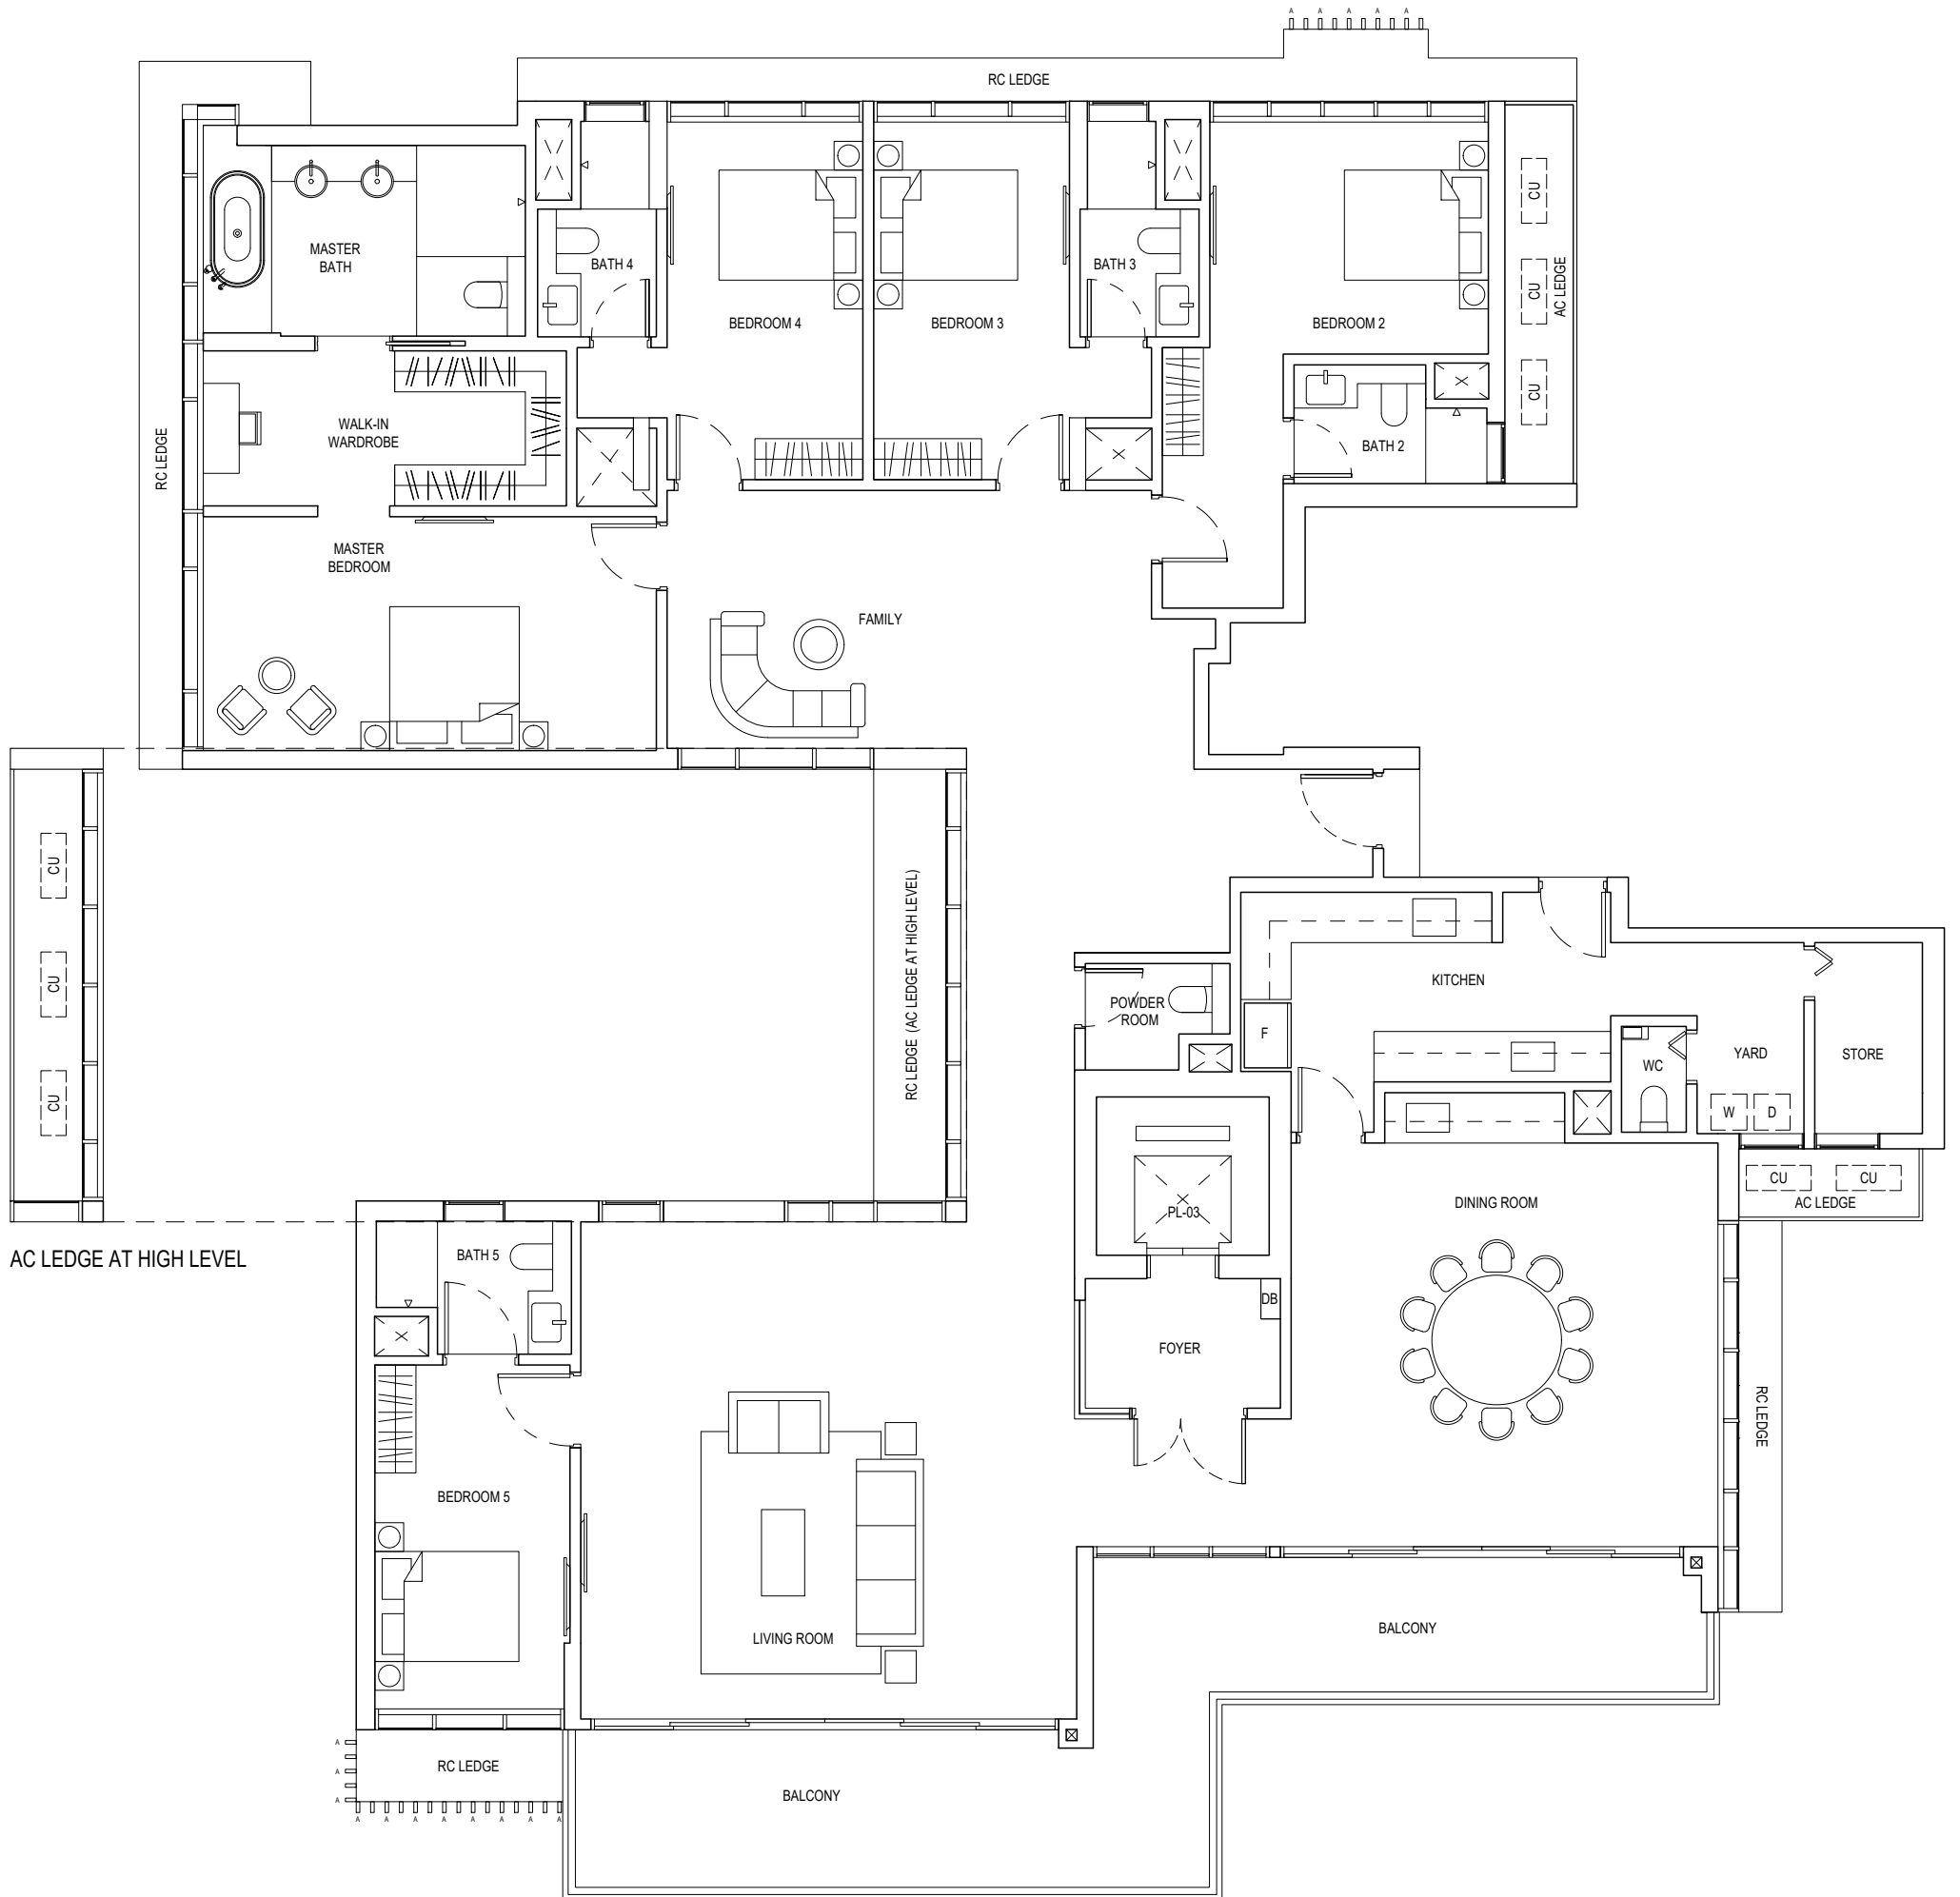 A A A A A
RC LEDGE
MASTER
BATH
BATH 4
BEDROOM 4
BEDROOM 3
BATH 3
BEDROOM 2
CU
CU
CU
AC LEDGE
WALK-IN
WARDROBE
RC LEDGE
BATH 2
MASTER
BEDROOM
FAMILY
CU
CU
CU
RC LEDGE (AC LEDGE AT HIGH LEVEL)
KITCHEN
POWDER
ROOM
F
WC
YARD
STORE
W D
CU CU
AC LEDGE
PL-03
DINING ROOM
AC LEDGE AT HIGH LEVEL
BATH 5
DB
FOYER
RC LEDGE
BEDROOM 5
LIVING ROOM
BALCONY
A
A
A
RC LEDGE
BALCONY
A A A A A A A A